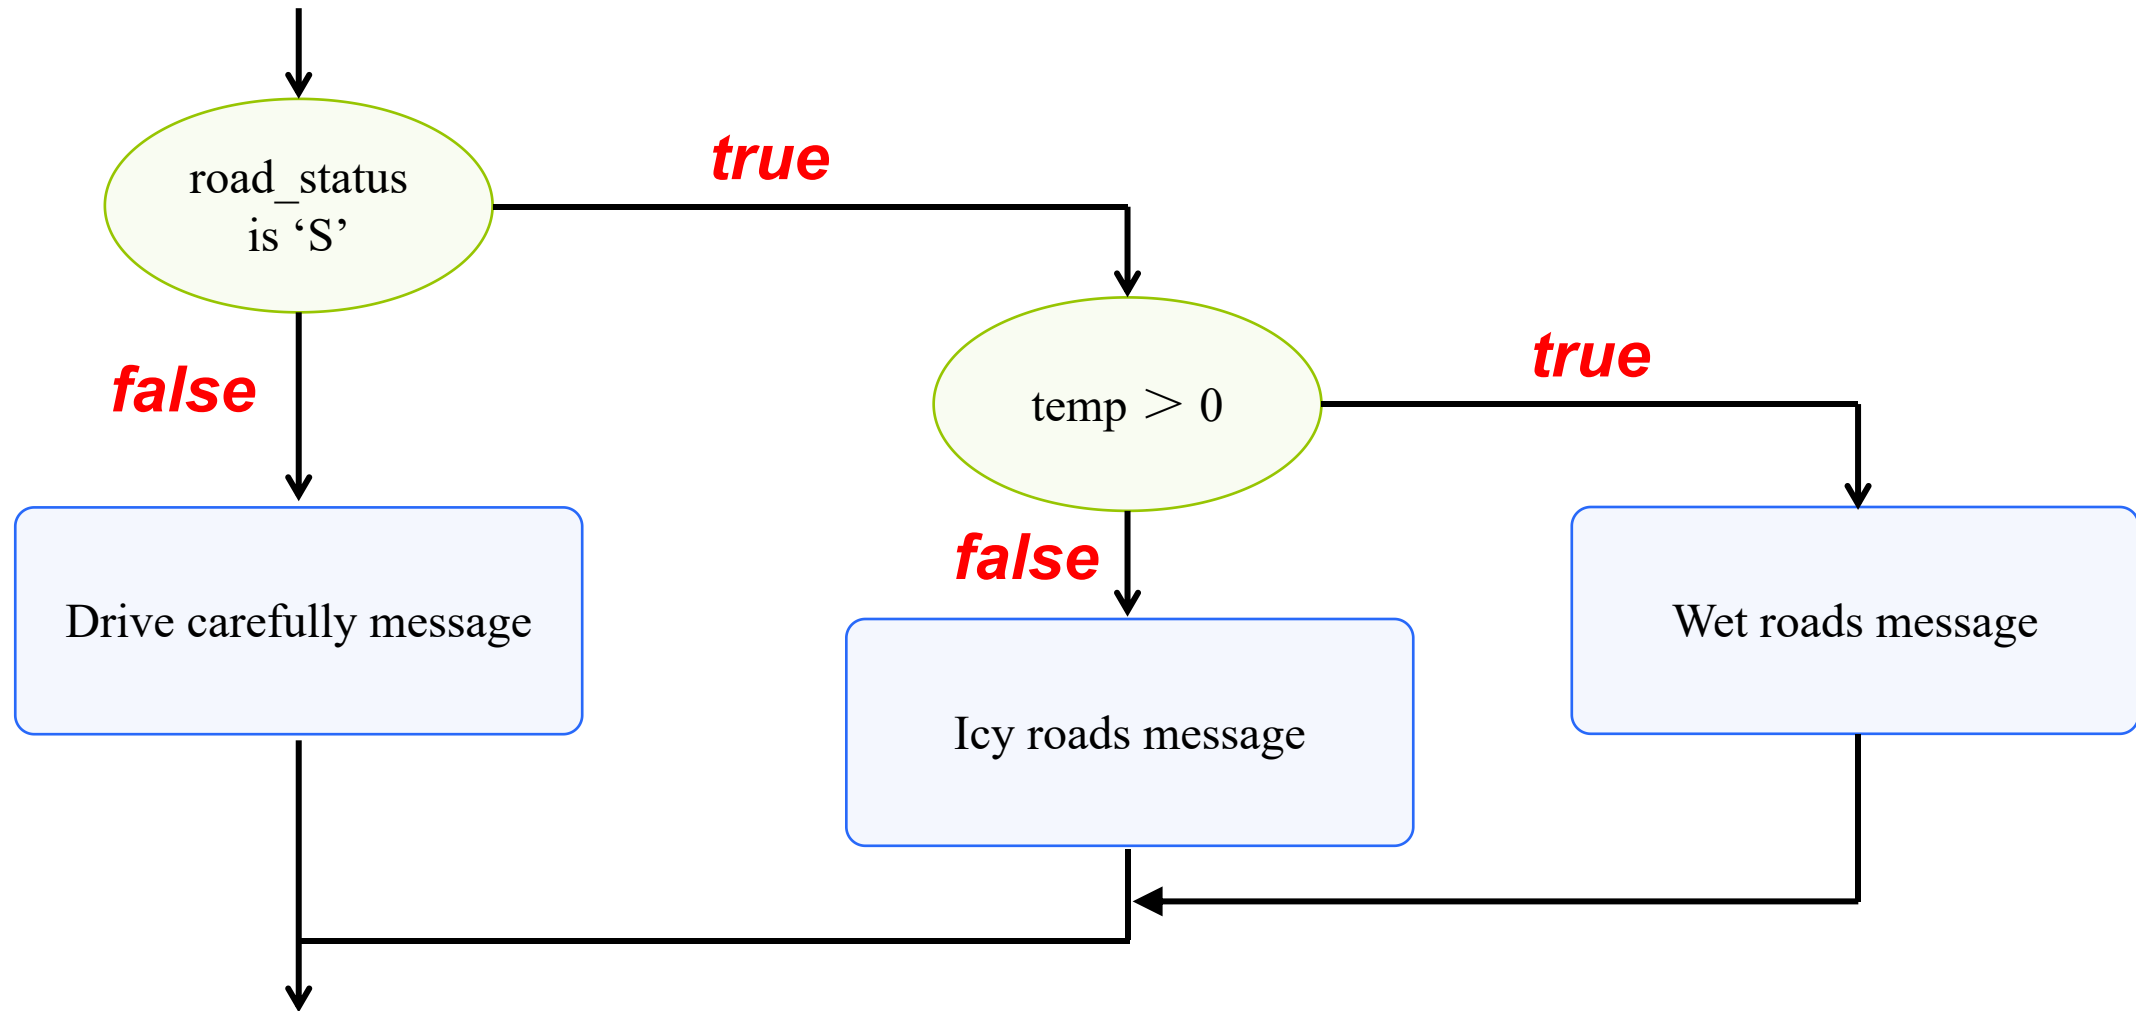 road_status
is ‘S’
true
false
temp > 0
true
false
Drive carefully message
Icy roads message
Wet roads message